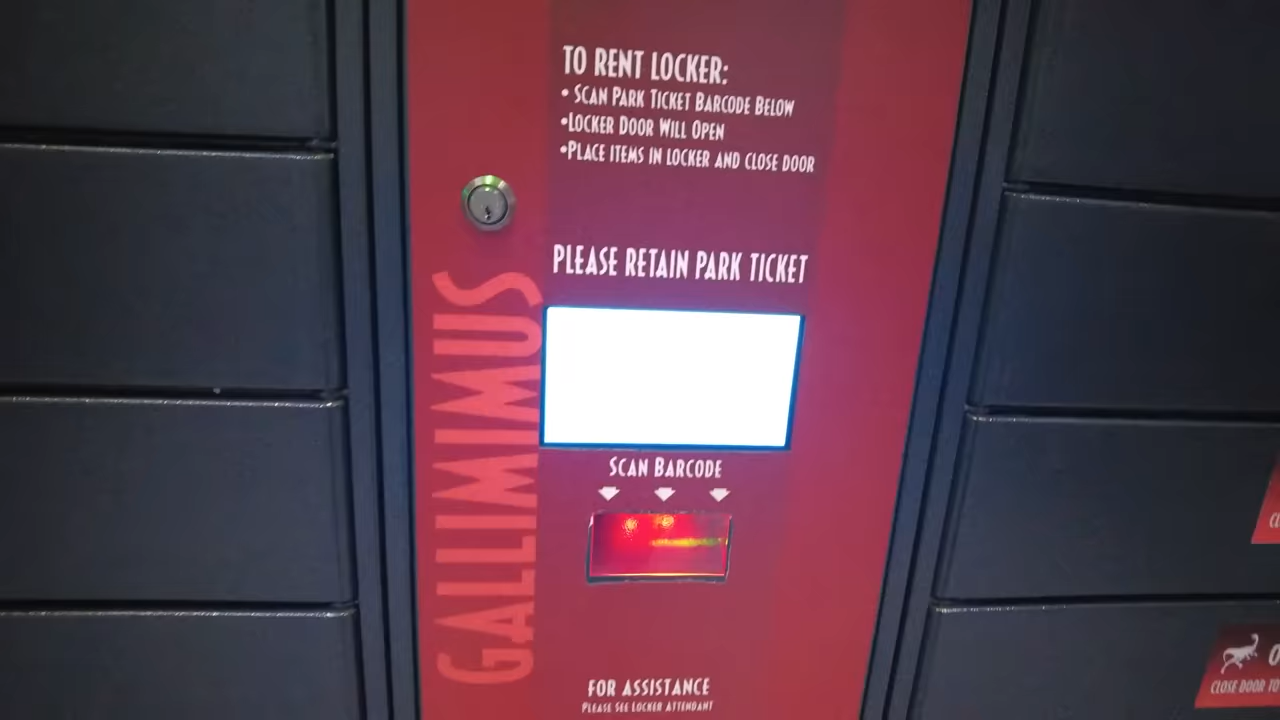 TO RENT LOCKER:
• SCAN PARK TICKET BARCODE BELOW
•LOCKER DOOR WILL OPEN
•PLACE ITEMS IN LOCKER AND CLOSE DOOR
PLEASE RETAIN PARK TICKET
GALLIMIMUS
SCAN BARCODE
FOR ASSISTANCE
PLEASE SEE LOCKER ATTENDANT
CLOSE DOOR TO